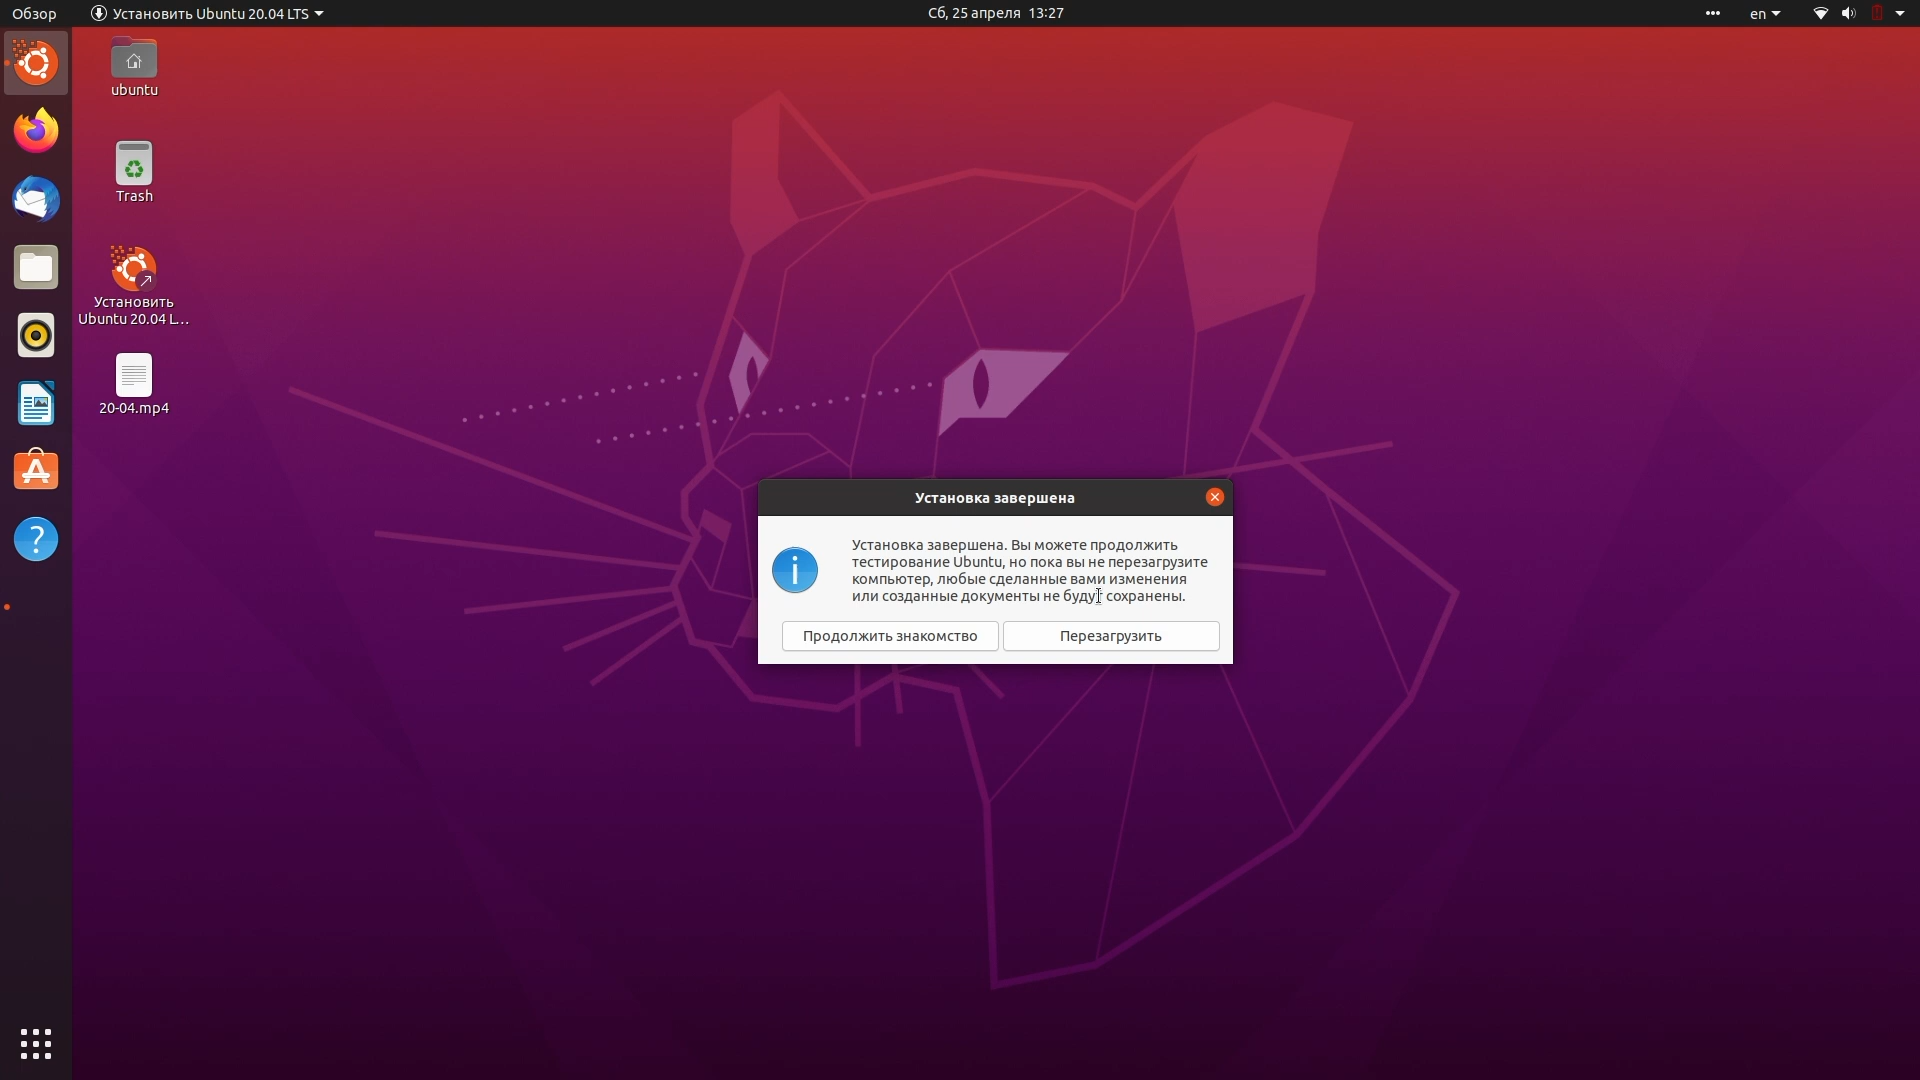 Обзор
Установить Ubuntu 20.04 LTS
Сб, 25 апреля 13:27
en
ubuntu
Trash
Установить
Ubuntu 20.04 L...
20-04.mp4
Установка завершена
Установка завершена. Вы можете продолжить
тестирование Ubuntu, но пока вы не перезагрузите
компьютер, любые сделанные вами изменения
или созданные документы не будут сохранены.
Продолжить знакомство
Перезагрузить